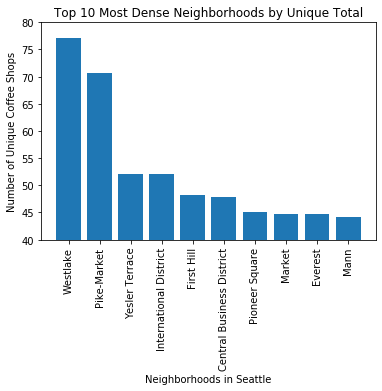 Top 10 Most Dense Neighborhoods by Unique Total
Number of Unique Coffee Shops
80
75
70
65
60
55
50
45
40
Westlake
Pike-Market
Yesler Terrace
International District
First Hill
Central Business District
Pioneer Square
Market
Everest
Mann
Neighborhoods in Seattle